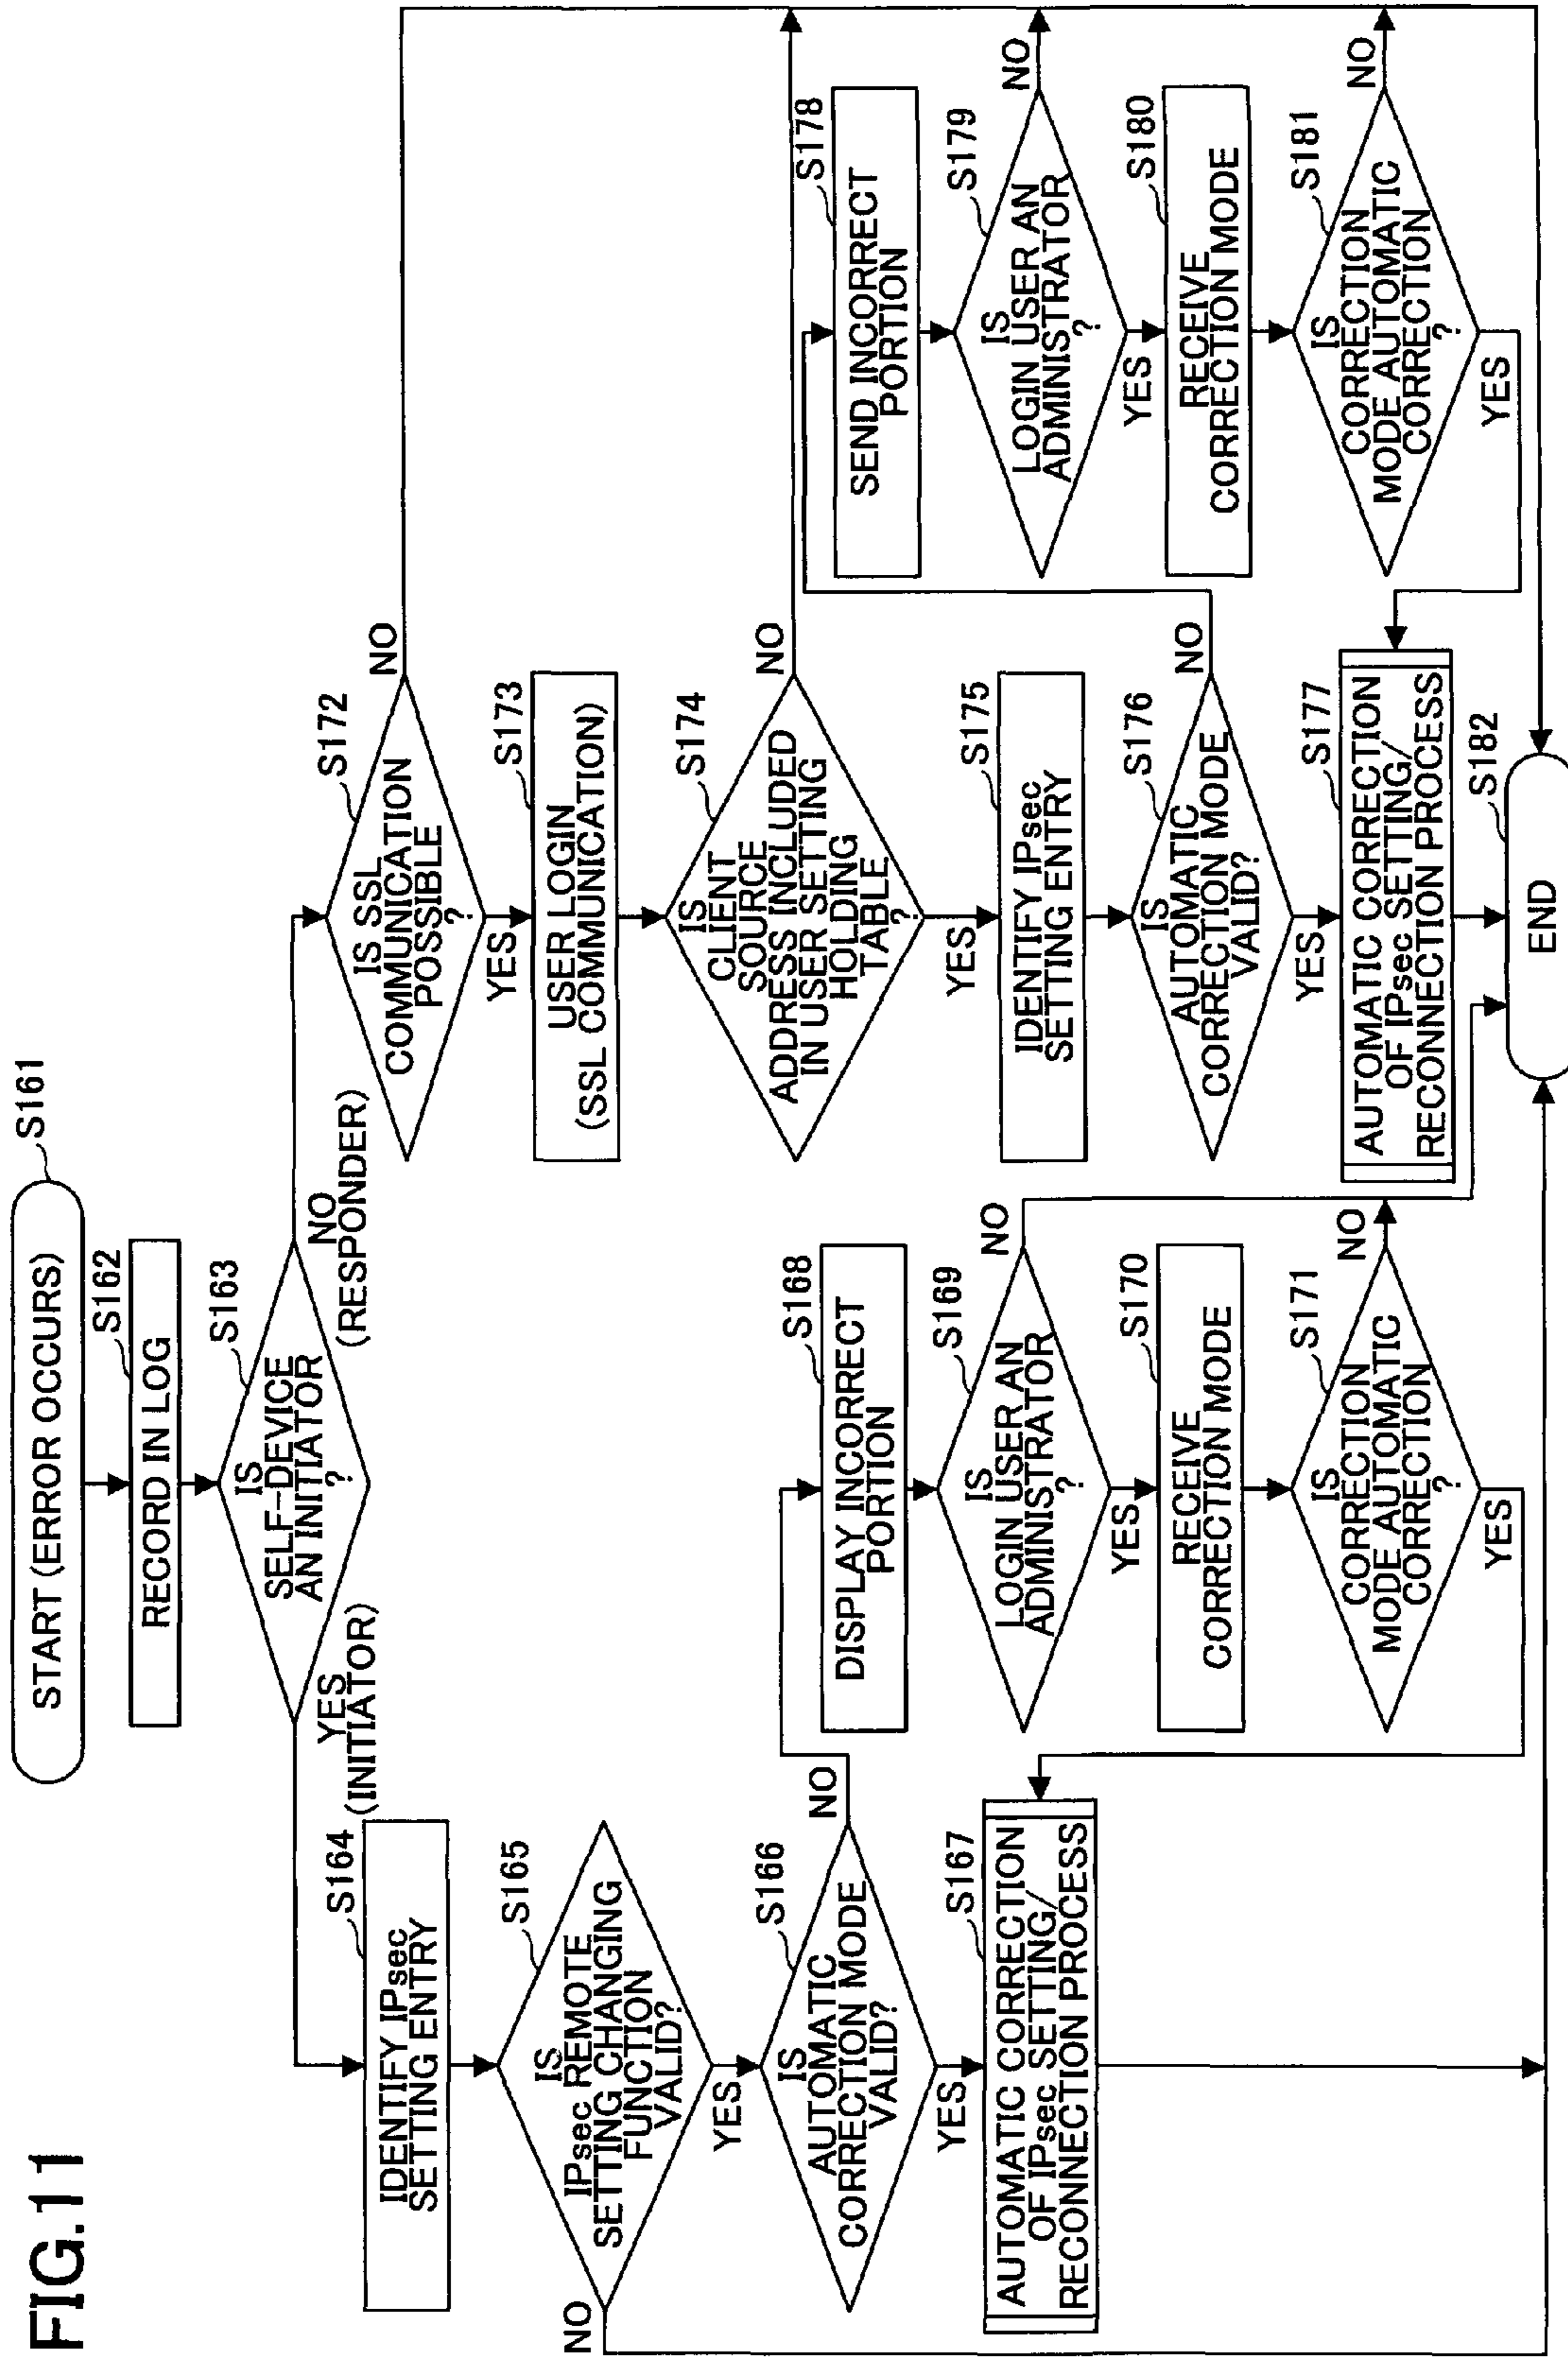 FIG.11
START (ERROR OCCURS)
S161
RECORD IN LOG
S162
IS
SELF-DEVICE
AN INITIATOR
?
S163
YES
(INITIATOR)
NO
(RESPONDER)
IDENTIFY IPsec
SETTING ENTRY
S164
IS
IPsec REMOTE
SETTING CHANGING
FUNCTION
VALID?
S165
NO
YES
IS
AUTOMATIC
CORRECTION MODE
VALID?
S166
NO
YES
AUTOMATIC CORRECTION
OF IPsec SETTING/
RECONNECTION PROCESS
S167
DISPLAY INCORRECT
PORTION
S168
IS
LOGIN USER AN
ADMINISTRATOR
?
S169
NO
YES
RECEIVE
CORRECTION MODE
S170
IS
CORRECTION
MODE AUTOMATIC
CORRECTION
?
S171
NO
YES
IS SSL
COMMUNICATION
POSSIBLE
?
S172
NO
YES
USER LOGIN
(SSL COMMUNICATION)
S173
IS
CLIENT
SOURCE
ADDRESS INCLUDED
IN USER SETTING
HOLDING
TABLE
?
S174
NO
YES
IDENTIFY IPsec
SETTING ENTRY
S175
IS
AUTOMATIC
CORRECTION MODE
VALID?
S176
NO
YES
AUTOMATIC CORRECTION
OF IPsec SETTING/
RECONNECTION PROCESS
S177
SEND INCORRECT
PORTION
S178
IS
LOGIN USER AN
ADMINISTRATOR
?
S179
NO
YES
RECEIVE
CORRECTION MODE
S180
IS
CORRECTION
MODE AUTOMATIC
CORRECTION
?
S181
NO
YES
END
S182